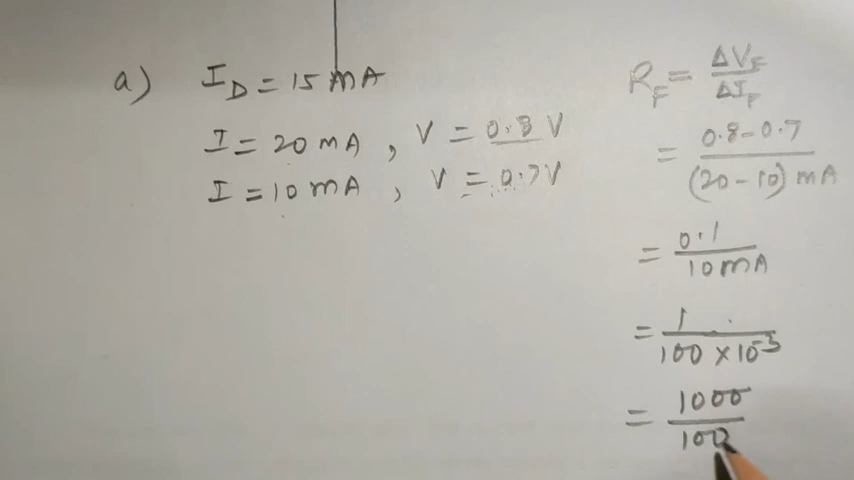 a) I_D = 15 mA
I = 20 mA , V = 0.8 V
I = 10 mA , V = 0.7 V
R_F = ΔV_F / ΔI_F
= 0.8 - 0.7 / (20 - 10) mA
= 0.1 / 10 mA
= 1 / 100 × 10^-3
= 1000 / 100